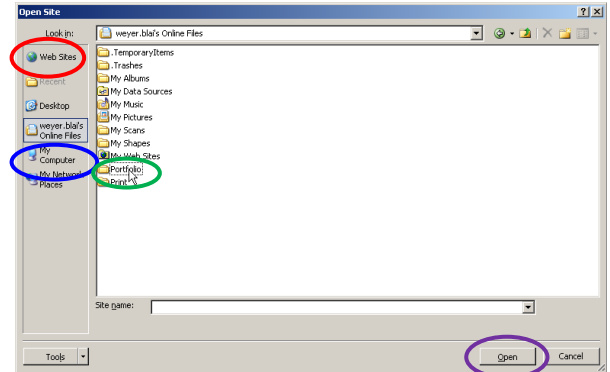 Open Site
Look in:
weyer.blai's Online Files
Web Sites
Recent
Desktop
weyer.blai's
Online Files
My
Computer
My Network
Places
.TemporaryItems
.Trashes
My Albums
My Data Sources
My Music
My Pictures
My Scans
My Shapes
My Web Sites
Portfolio
Print
Site name:
Tools
Open
Cancel